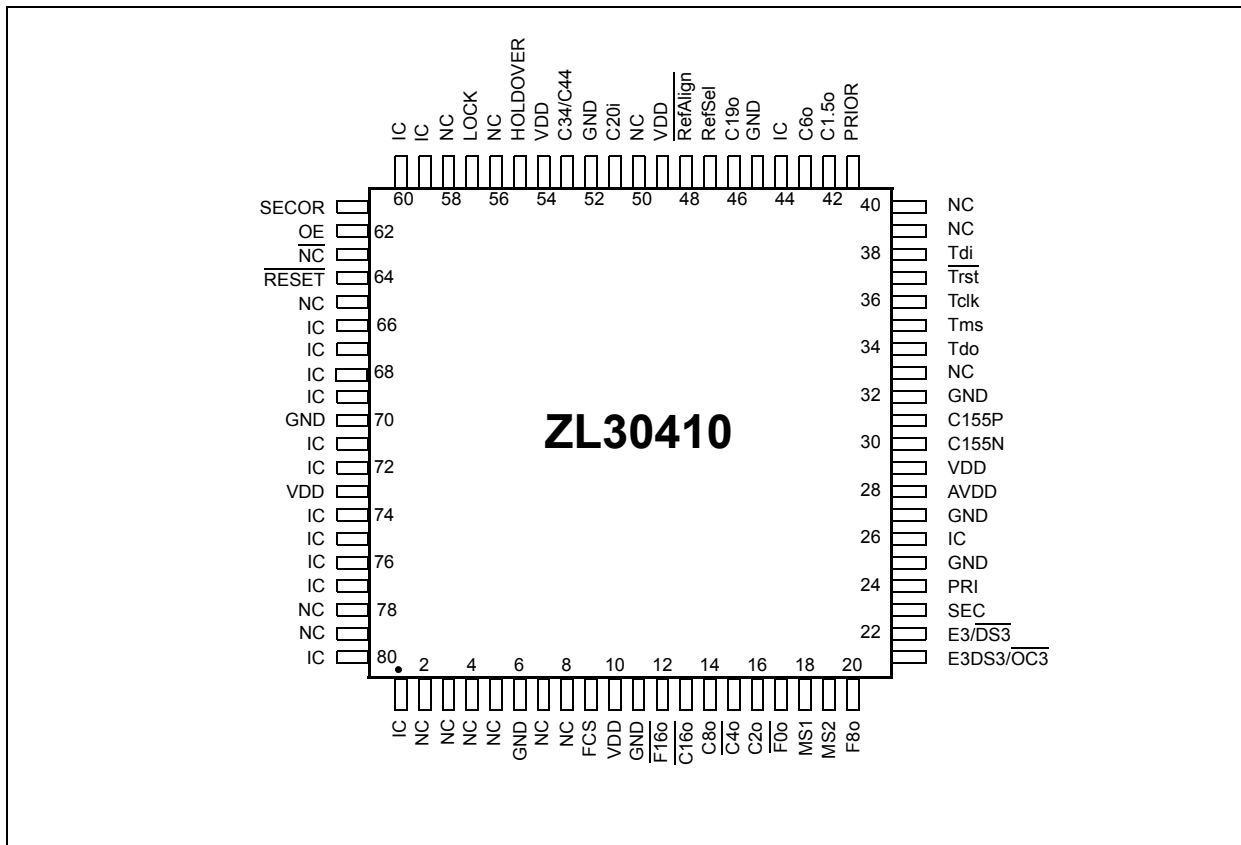 IC
IC
NC
LOCK
NC
HOLDOVER
VDD
C34/C44
GND
C20i
NC
VDD
RefAlign
RefSel
C19o
GND
IC
C6o
C1.5o
PRIOR
60 58 56 54 52 50 48 46 44 42
SECOR
OE 62
NC
RESET 64
NC
IC 66
IC
IC 68
IC
GND 70
IC
IC 72
VDD
IC 74
IC
IC 76
IC
NC 78
NC
IC 80
ZL30410
40 NC
NC
38 Tdi
Trst
36 Tclk
Tms
34 Tdo
NC
32 GND
C155P
30 C155N
VDD
28 AVDD
GND
26 IC
GND
24 PRI
SEC
22 E3/DS3
E3DS3/OC3
2 4 6 8 10 12 14 16 18 20
IC
NC
NC
NC
NC
GND
NC
NC
FCS
VDD
GND
F16o
C16o
C8o
C4o
C2o
F0o
MS1
MS2
F8o